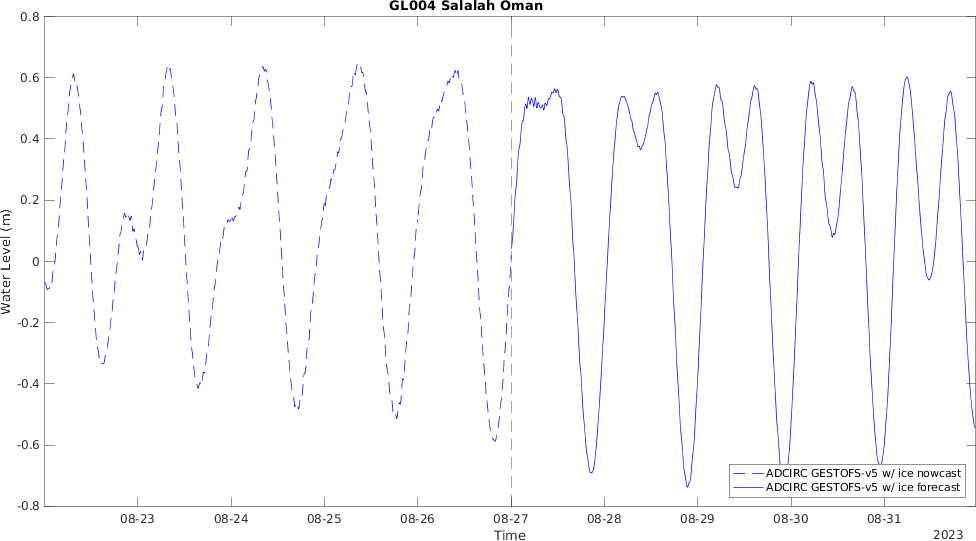 GL004 Salalah Oman
0.8
0.6
0.4
0.2
0
-0.2
-0.4
-0.6
-0.8
Water Level (m)
ADCIRC GESTOFS-v5 w/ ice nowcast
ADCIRC GESTOFS-v5 w/ ice forecast
08-23 08-24 08-25 08-26 08-27 08-28 08-29 08-30 08-31
Time
2023